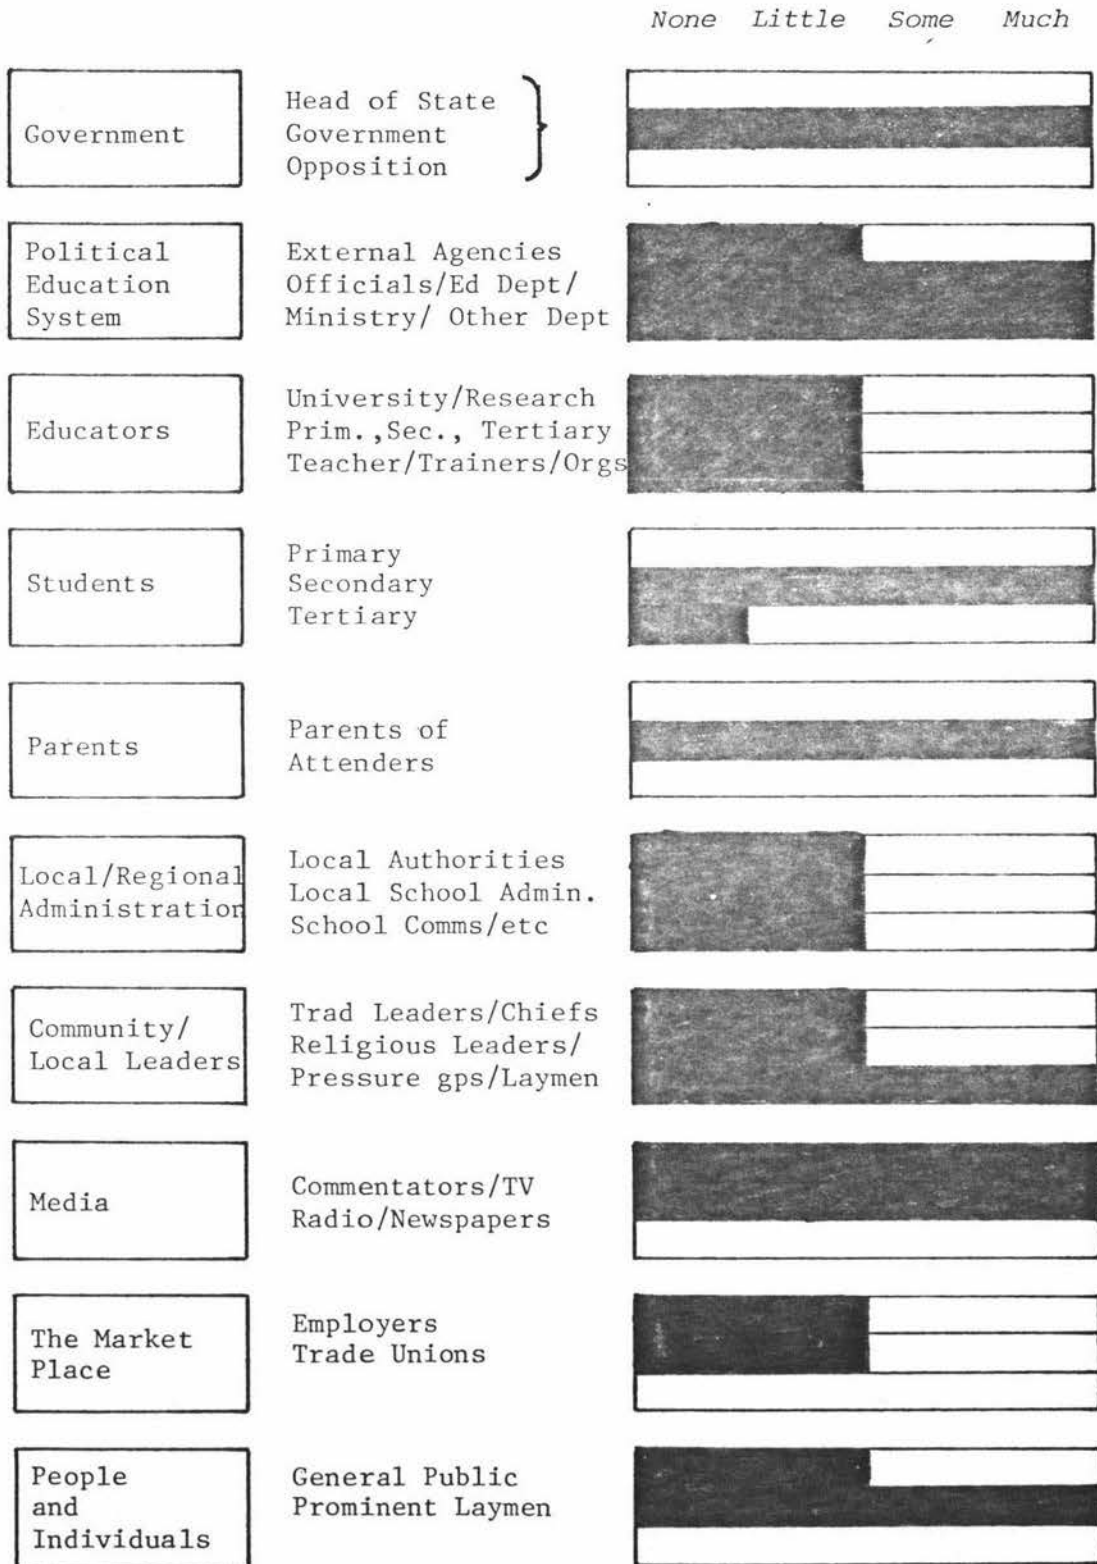 None Little Some Much
Government
Head of State
Government
Opposition
Political
Education
System
External Agencies
Officials/Ed Dept/
Ministry/ Other Dept
Educators
University/Research
Prim.,Sec., Tertiary
Teacher/Trainers/Orgs
Students
Primary
Secondary
Tertiary
Parents
Parents of
Attenders
Local/Regional
Administration
Local Authorities
Local School Admin.
School Comms/etc
Community/
Local Leaders
Trad Leaders/Chiefs
Religious Leaders/
Pressure gps/Laymen
Media
Commentators/TV
Radio/Newspapers
The Market
Place
Employers
Trade Unions
People
and
Individuals
General Public
Prominent Laymen